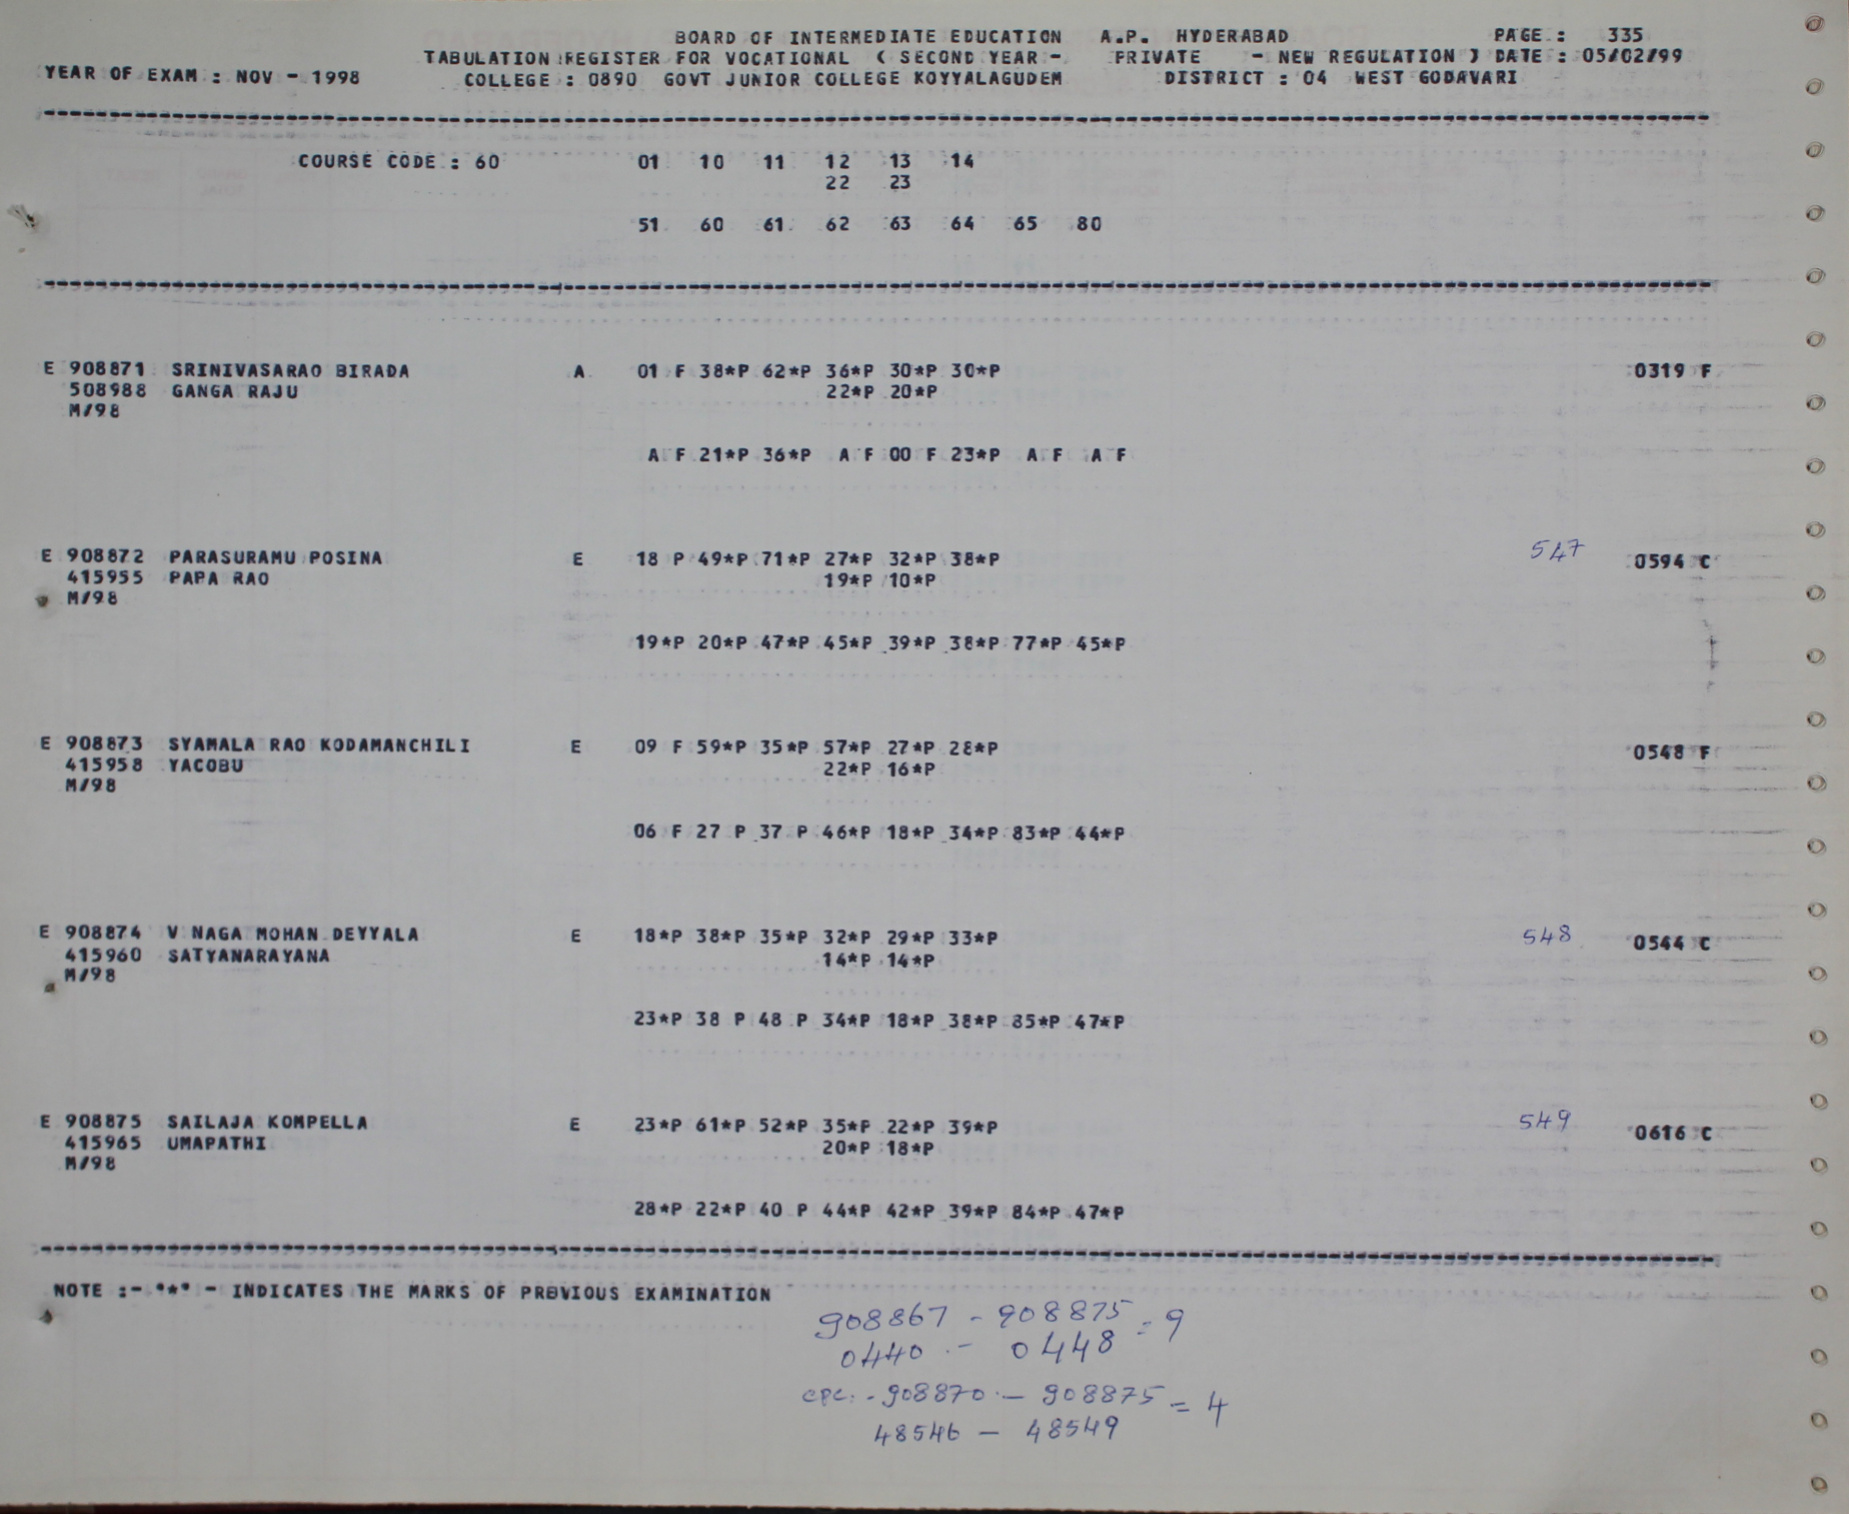 BOARD OF INTERMEDIATE EDUCATION A.P. HYDERABAD PAGE : 335
TABULATION REGISTER FOR VOCATIONAL ( SECOND YEAR - PRIVATE - NEW REGULATION ) DATE : 05/02/99
YEAR OF EXAM : NOV - 1998 COLLEGE : 0890 GOVT JUNIOR COLLEGE KOYYALAGUDEM DISTRICT : 04 WEST GODAVARI
COURSE CODE : 60 01 10 11 12 13 14
22 23
51 60 61 62 63 64 65 80
E 908871 SRINIVASARAO BIRADA A 01 F 38*P 62*P 36*P 30*P 30*P 0319 F
508988 GANGA RAJU 22*P 20*P
M/98
A F 21*P 36*P A F 00 F 23*P A F A F
E 908872 PARASURAMU POSINA E 18 P 49*P 71*P 27*P 32*P 38*P 547 0594 C
415955 PAPA RAO 19*P 10*P
M/98
19*P 20*P 47*P 45*P 39*P 38*P 77*P 45*P
E 908873 SYAMALA RAO KODAMANCHILI E 09 F 59*P 35*P 57*P 27*P 28*P 0548 F
415958 YACOBU 22*P 16*P
M/98
06 F 27 P 37 P 46*P 18*P 34*P 83*P 44*P
E 908874 V NAGA MOHAN DEYYALA E 18*P 38*P 35*P 32*P 29*P 33*P 548 0544 C
415960 SATYANARAYANA 14*P 14*P
M/98
23*P 38 P 48 P 34*P 18*P 38*P 85*P 47*P
E 908875 SAILAJA KOMPELLA E 23*P 61*P 52*P 35*P 22*P 39*P 549 0616 C
415965 UMAPATHI 20*P 18*P
M/98
28*P 22*P 40 P 44*P 42*P 39*P 84*P 47*P
NOTE :- "*" - INDICATES THE MARKS OF PREVIOUS EXAMINATION
908867 - 908875 = 9
0440 - 0448
cpc: - 908870 - 908875 = 4
48546 - 48549